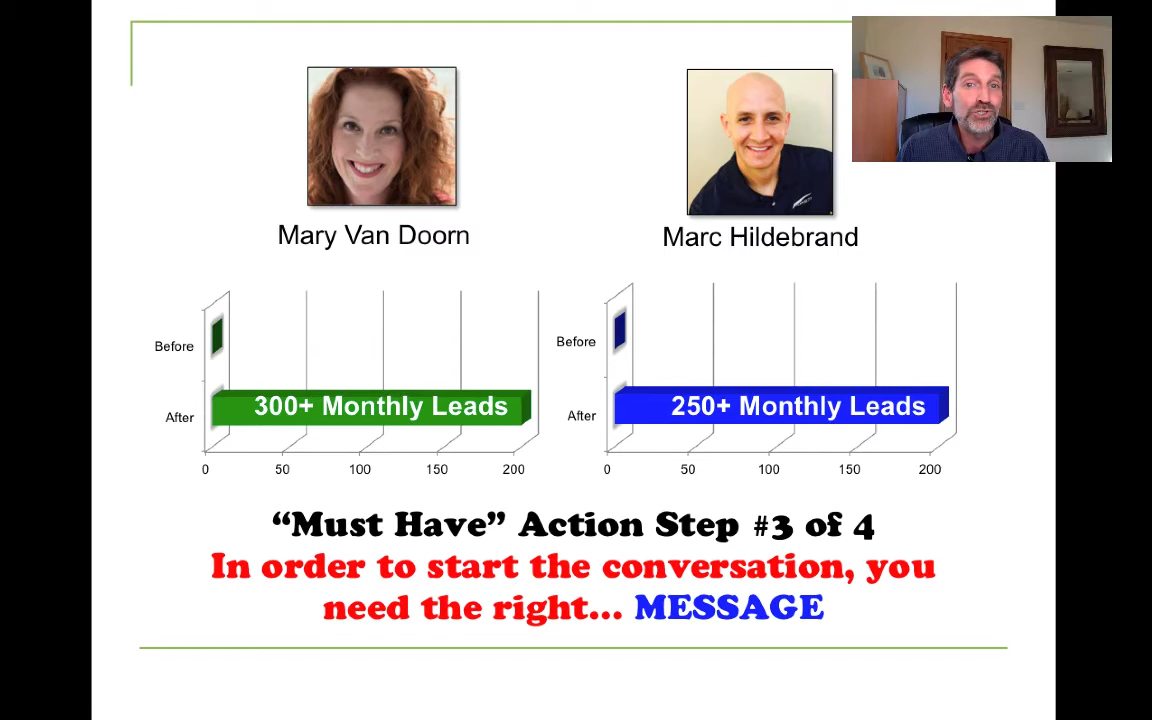 Mary Van Doorn
Marc Hildebrand
Before
300+ Monthly Leads
After
0 50 100 150 200
Before
250+ Monthly Leads
After
0 50 100 150 200
“Must Have” Action Step #3 of 4
In order to start the conversation, you
need the right... MESSAGE